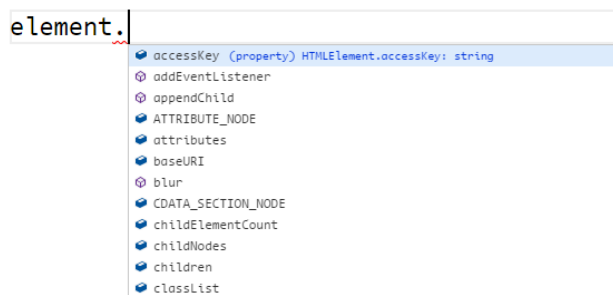 element.
accessKey (property) HTMLElement.accessKey: string
addEventListener
appendChild
ATTRIBUTE_NODE
attributes
baseURI
blur
CDATA_SECTION_NODE
childElementCount
childNodes
children
classList